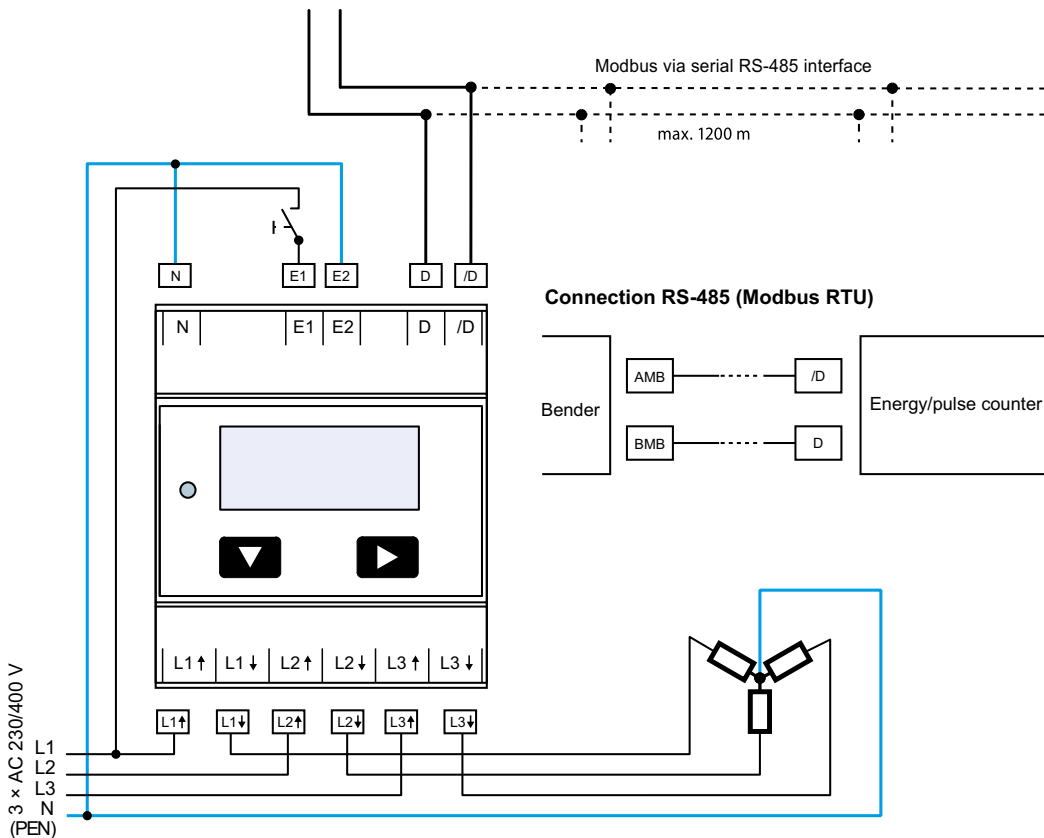 Modbus via serial RS-485 interface
max. 1200 m
N E1 E2 D /D
Connection RS-485 (Modbus RTU)
N E1 E2 D /D
AMB /D
Bender Energy/pulse counter
BMB D
L1↑ L1↓ L2↑ L2↓ L3↑ L3↓
L1↑ L1↓ L2↑ L2↓ L3↑ L3↓
3 × AC 230/400 V
L1
L2
L3
N
(PEN)